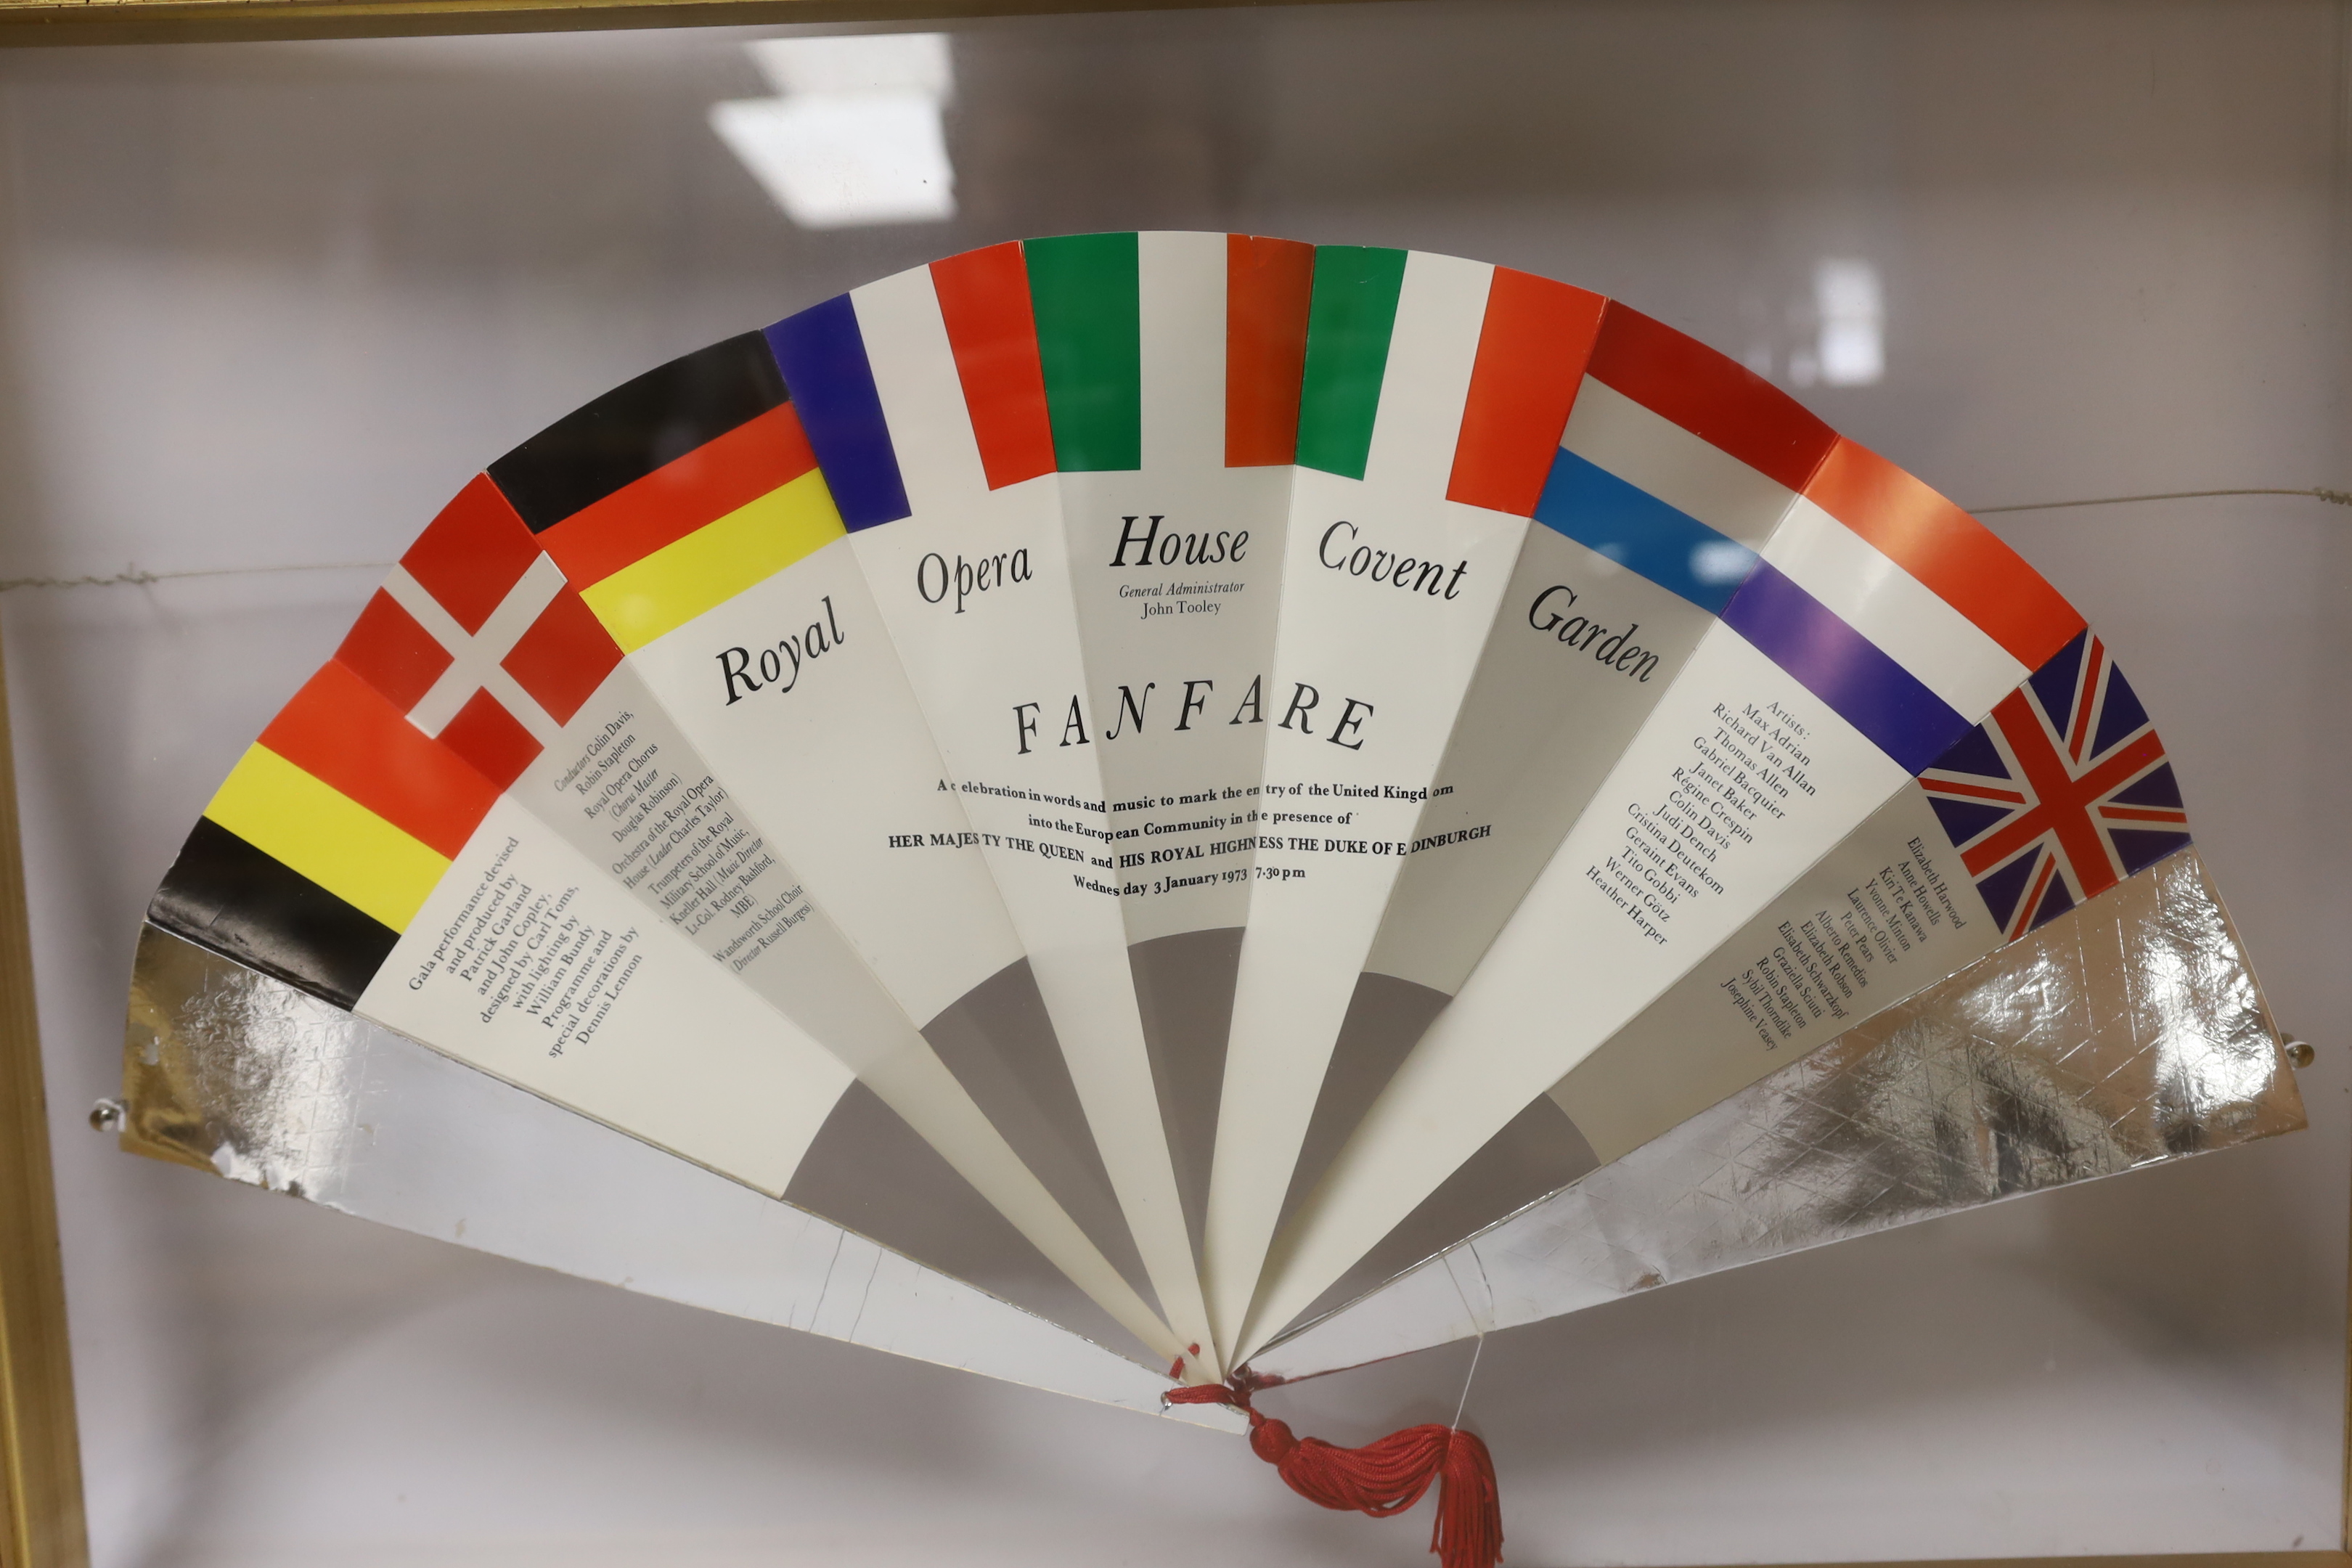 Royal Opera House Covent Garden
General Administrator
John Tooley
FANFARE
A celebration in words and music to mark the entry of the United Kingdom
into the European Community in the presence of
HER MAJESTY THE QUEEN and HIS ROYAL HIGHNESS THE DUKE OF EDINBURGH
Wednesday 3 January 1973 7·30 pm
Gala performance devised
and produced by
Patrick Garland
and John Copley,
designed by Carl Toms,
with lighting by
William Bundy
Programme and
special decorations by
Dennis Lennon
Conductors Colin Davis,
Robin Stapleton
Royal Opera Chorus
(Chorus Master
Douglas Robinson)
Orchestra of the Royal Opera
House (Leader Charles Taylor)
Trumpeters of the Royal
Military School of Music,
Kneller Hall (Music Director
Lt-Col. Rodney Bashford,
MBE)
Wandsworth School Choir
(Director Russell Burgess)
Artists:
Max Adrian
Richard Van Allan
Thomas Allen
Gabriel Bacquier
Janet Baker
Régine Crespin
Colin Davis
Judi Dench
Cristina Deutekom
Geraint Evans
Tito Gobbi
Werner Götz
Heather Harper
Elizabeth Harwood
Anne Howells
Kiri Te Kanawa
Yvonne Minton
Laurence Olivier
Peter Pears
Alberto Remedios
Elizabeth Robson
Elisabeth Schwarzkopf
Graziella Sciutti
Robin Stapleton
Sybil Thorndike
Josephine Veasey